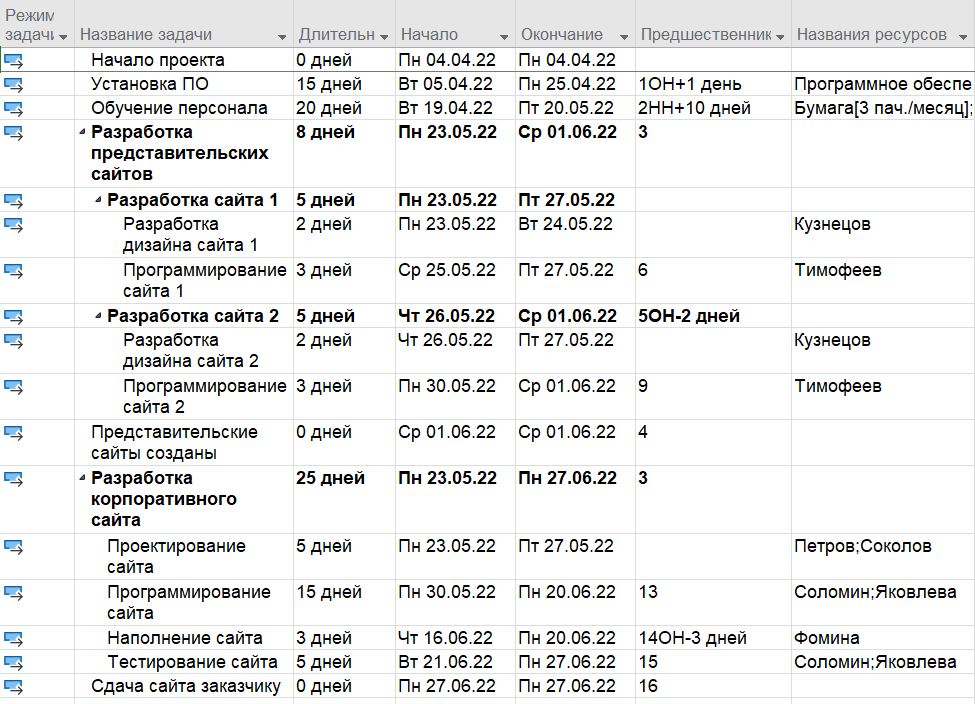 Режим задачи Название задачи Длительн Начало Окончание Предшественник Названия ресурсов
Начало проекта 0 дней Пн 04.04.22 Пн 04.04.22
Установка ПО 15 дней Вт 05.04.22 Пн 25.04.22 1ОН+1 день Программное обеспе
Обучение персонала 20 дней Вт 19.04.22 Пт 20.05.22 2НН+10 дней Бумага[3 пач./месяц];
Разработка 8 дней Пн 23.05.22 Ср 01.06.22 3
представительских
сайтов
Разработка сайта 1 5 дней Пн 23.05.22 Пт 27.05.22
Разработка 2 дней Пн 23.05.22 Вт 24.05.22 Кузнецов
дизайна сайта 1
Программирование 3 дней Ср 25.05.22 Пт 27.05.22 6 Тимофеев
сайта 1
Разработка сайта 2 5 дней Чт 26.05.22 Ср 01.06.22 5ОН-2 дней
Разработка 2 дней Чт 26.05.22 Пт 27.05.22 Кузнецов
дизайна сайта 2
Программирование 3 дней Пн 30.05.22 Ср 01.06.22 9 Тимофеев
сайта 2
Представительские 0 дней Ср 01.06.22 Ср 01.06.22 4
сайты созданы
Разработка 25 дней Пн 23.05.22 Пн 27.06.22 3
корпоративного
сайта
Проектирование 5 дней Пн 23.05.22 Пт 27.05.22 Петров;Соколов
сайта
Программирование 15 дней Пн 30.05.22 Пн 20.06.22 13 Соломин;Яковлева
сайта
Наполнение сайта 3 дней Чт 16.06.22 Пн 20.06.22 14ОН-3 дней Фомина
Тестирование сайта 5 дней Вт 21.06.22 Пн 27.06.22 15 Соломин;Яковлева
Сдача сайта заказчику 0 дней Пн 27.06.22 Пн 27.06.22 16